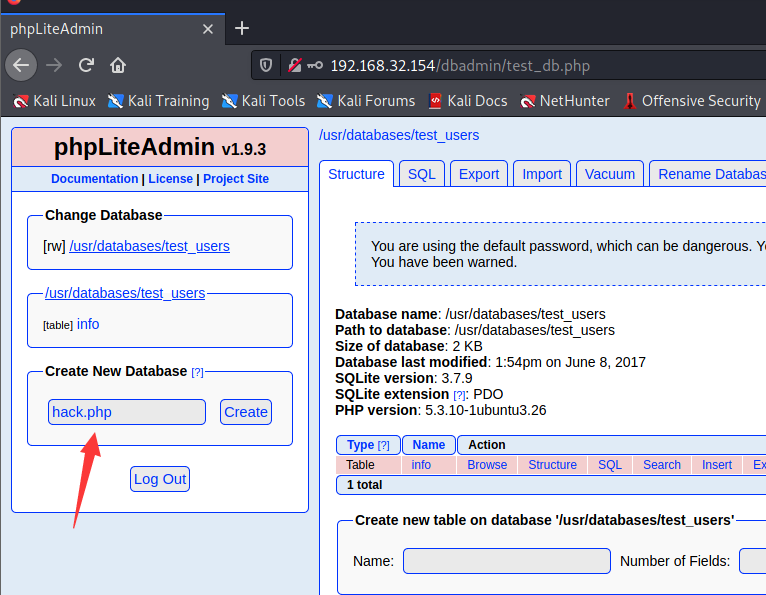 phpLiteAdmin
192.168.32.154/dbadmin/test_db.php
Kali Linux Kali Training Kali Tools Kali Forums Kali Docs NetHunter Offensive Security
phpLiteAdmin v1.9.3
Documentation | License | Project Site
Change Database
[rw] /usr/databases/test_users
/usr/databases/test_users
[table] info
Create New Database [?]
hack.php Create
Log Out
/usr/databases/test_users
Structure SQL Export Import Vacuum Rename Databas
You are using the default password, which can be dangerous. Y
You have been warned.
Database name: /usr/databases/test_users
Path to database: /usr/databases/test_users
Size of database: 2 KB
Database last modified: 1:54pm on June 8, 2017
SQLite version: 3.7.9
SQLite extension [?]: PDO
PHP version: 5.3.10-1ubuntu3.26
Type [?] Name Action
Table info Browse Structure SQL Search Insert Ex
1 total
Create new table on database '/usr/databases/test_users'
Name: Number of Fields: